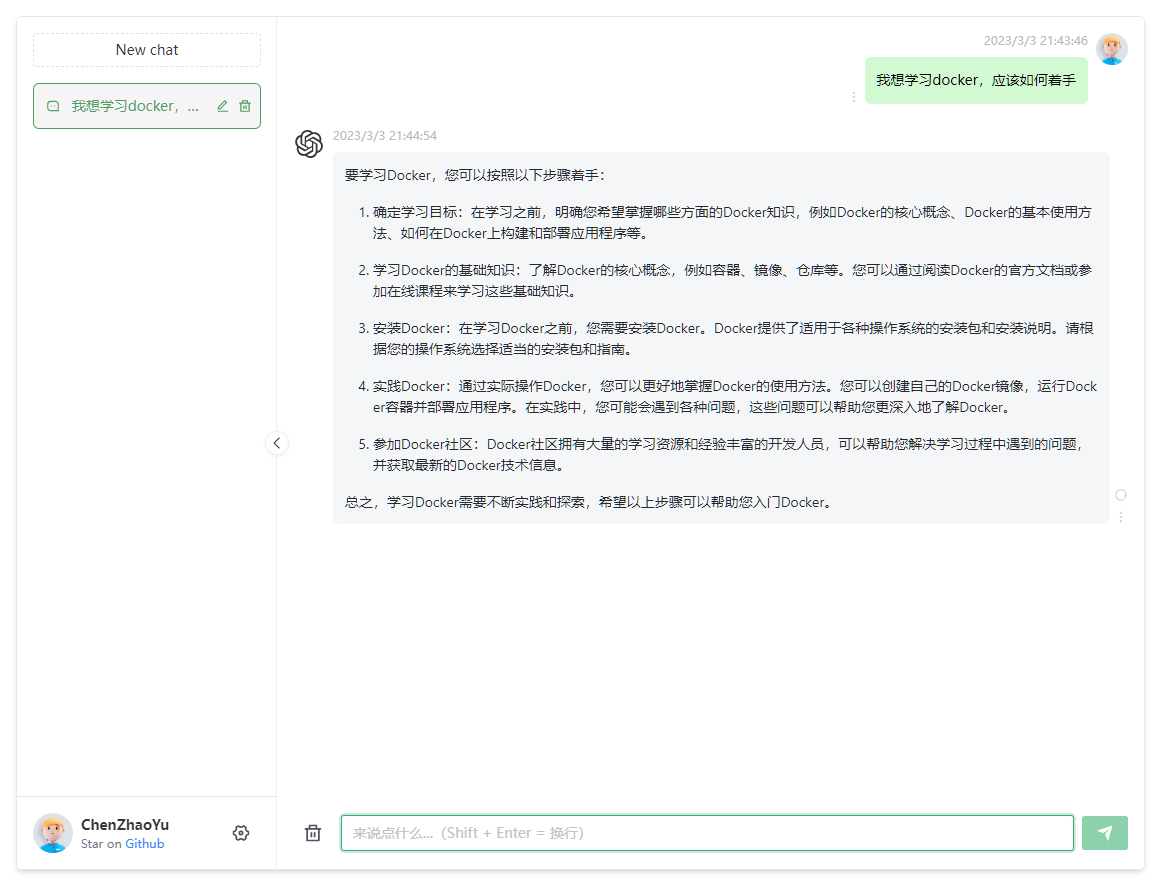 New chat
我想学习docker，...
2023/3/3 21:43:46
我想学习docker，应该如何着手
2023/3/3 21:44:54
要学习Docker，您可以按照以下步骤着手：
1. 确定学习目标：在学习之前，明确您希望掌握哪些方面的Docker知识，例如Docker的核心概念、Docker的基本使用方
法、如何在Docker上构建和部署应用程序等。
2. 学习Docker的基础知识：了解Docker的核心概念，例如容器、镜像、仓库等。您可以通过阅读Docker的官方文档或参
加在线课程来学习这些基础知识。
3. 安装Docker：在学习Docker之前，您需要安装Docker。Docker提供了适用于各种操作系统的安装包和安装说明。请根
据您的操作系统选择适当的安装包和指南。
4. 实践Docker：通过实际操作Docker，您可以更好地掌握Docker的使用方法。您可以创建自己的Docker镜像，运行Dock
er容器并部署应用程序。在实践中，您可能会遇到各种问题，这些问题可以帮助您更深入地了解Docker。
5. 参加Docker社区：Docker社区拥有大量的学习资源和经验丰富的开发人员，可以帮助您解决学习过程中遇到的问题，
并获取最新的Docker技术信息。
总之，学习Docker需要不断实践和探索，希望以上步骤可以帮助您入门Docker。
ChenZhaoYu
Star on Github
来说点什么...（Shift + Enter = 换行）